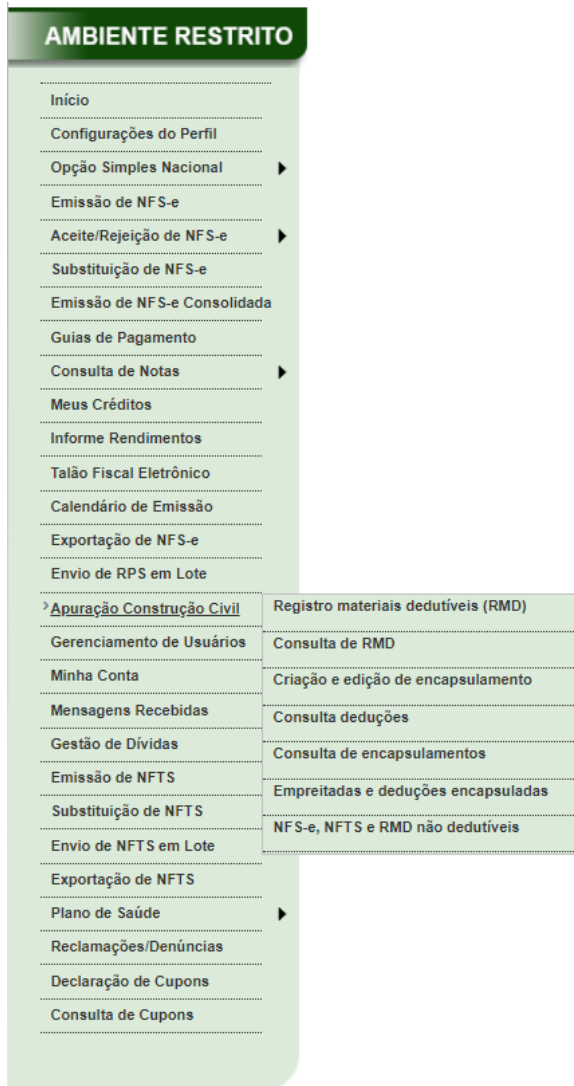 AMBIENTE RESTRITO
Início
Configurações do Perfil
Opção Simples Nacional
Emissão de NFS-e
Aceite/Rejeição de NFS-e
Substituição de NFS-e
Emissão de NFS-e Consolidada
Guias de Pagamento
Consulta de Notas
Meus Créditos
Informe Rendimentos
Talão Fiscal Eletrônico
Calendário de Emissão
Exportação de NFS-e
Envio de RPS em Lote
Apuração Construção Civil
Registro materiais dedutíveis (RMD)
Consulta de RMD
Criação e edição de encapsulamento
Consulta deduções
Consulta de encapsulamentos
Empreitadas e deduções encapsuladas
NFS-e, NFTS e RMD não dedutíveis
Gerenciamento de Usuários
Minha Conta
Mensagens Recebidas
Gestão de Dívidas
Emissão de NFTS
Substituição de NFTS
Envio de NFTS em Lote
Exportação de NFTS
Plano de Saúde
Reclamações/Denúncias
Declaração de Cupons
Consulta de Cupons